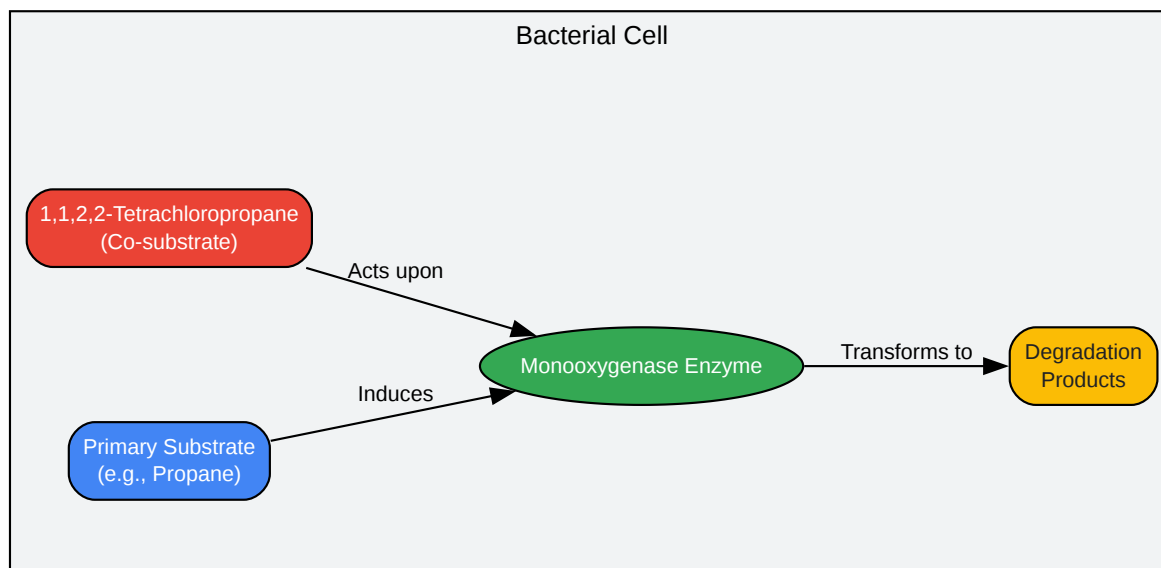 Bacterial Cell
1,1,2,2-Tetrachloropropane
(Co-substrate)
Acts upon
Monooxygenase Enzyme
Transforms to
Degradation
Products
Induces
Primary Substrate
(e.g., Propane)